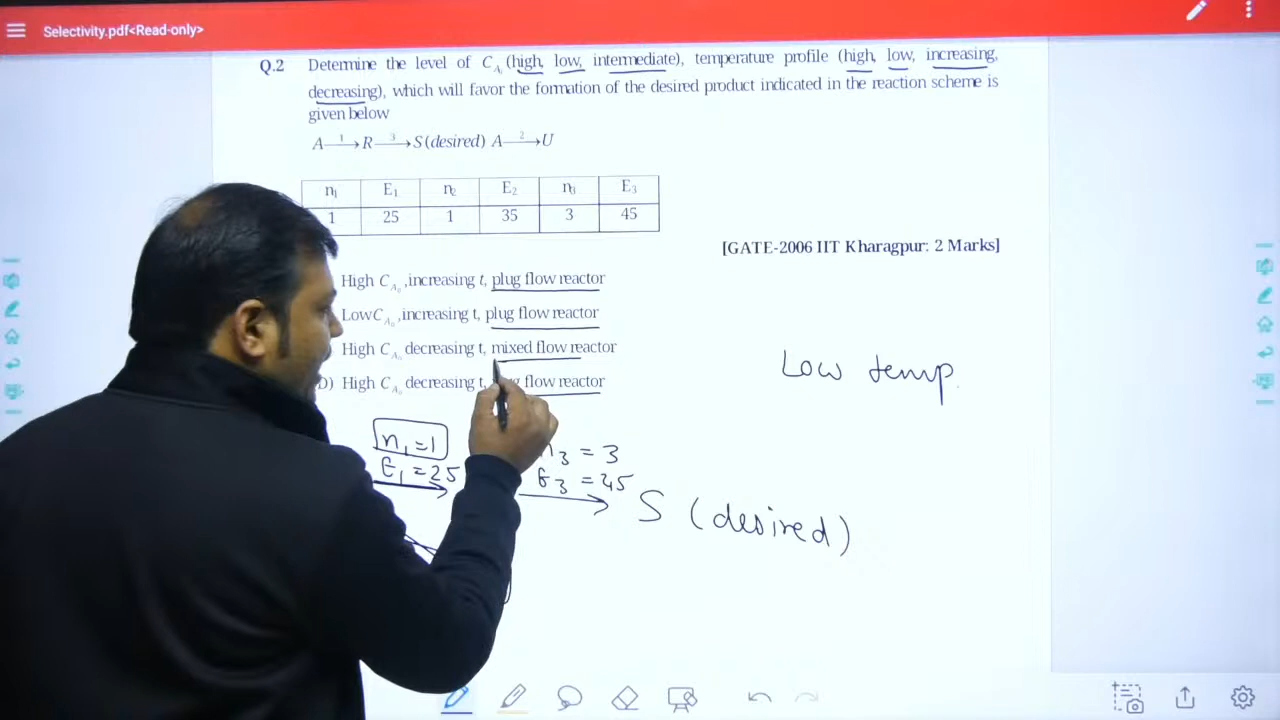 Selectivity.pdf<Read-only>
Q.2 Determine the level of C_A0 (high, low, intermediate), temperature profile (high, low, increasing,
decreasing), which will favor the formation of the desired product indicated in the reaction scheme is
given below
A —1→ R —3→ S(desired) A —2→ U
n1 E1 n2 E2 n3 E3
1 25 1 35 3 45
[GATE-2006 IIT Kharagpur: 2 Marks]
High C_A0, increasing t, plug flow reactor
Low C_A0, increasing t, plug flow reactor
High C_A0 decreasing t, mixed flow reactor
D) High C_A0 decreasing t, flow reactor
Low temp.
n1 = 1
E1 = 25
n3 = 3
E3 = 45
S (desired)